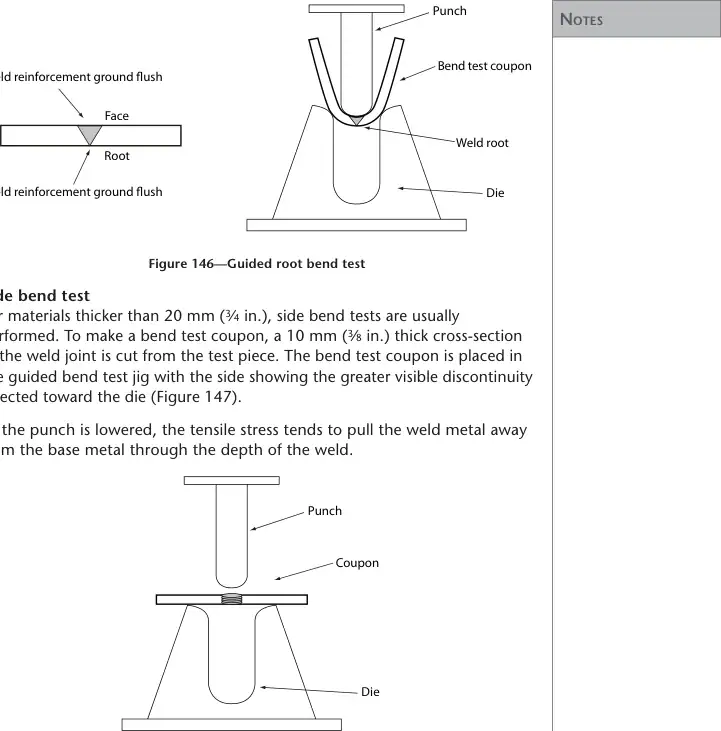 NOTES
Punch
Bend test coupon
eld reinforcement ground flush
Face
Weld root
Root
eld reinforcement ground flush
Die
Figure 146—Guided root bend test
de bend test
r materials thicker than 20 mm (¾ in.), side bend tests are usually
rformed. To make a bend test coupon, a 10 mm (⅜ in.) thick cross-section
the weld joint is cut from the test piece. The bend test coupon is placed in
e guided bend test jig with the side showing the greater visible discontinuity
ected toward the die (Figure 147).
the punch is lowered, the tensile stress tends to pull the weld metal away
m the base metal through the depth of the weld.
Punch
Coupon
Die